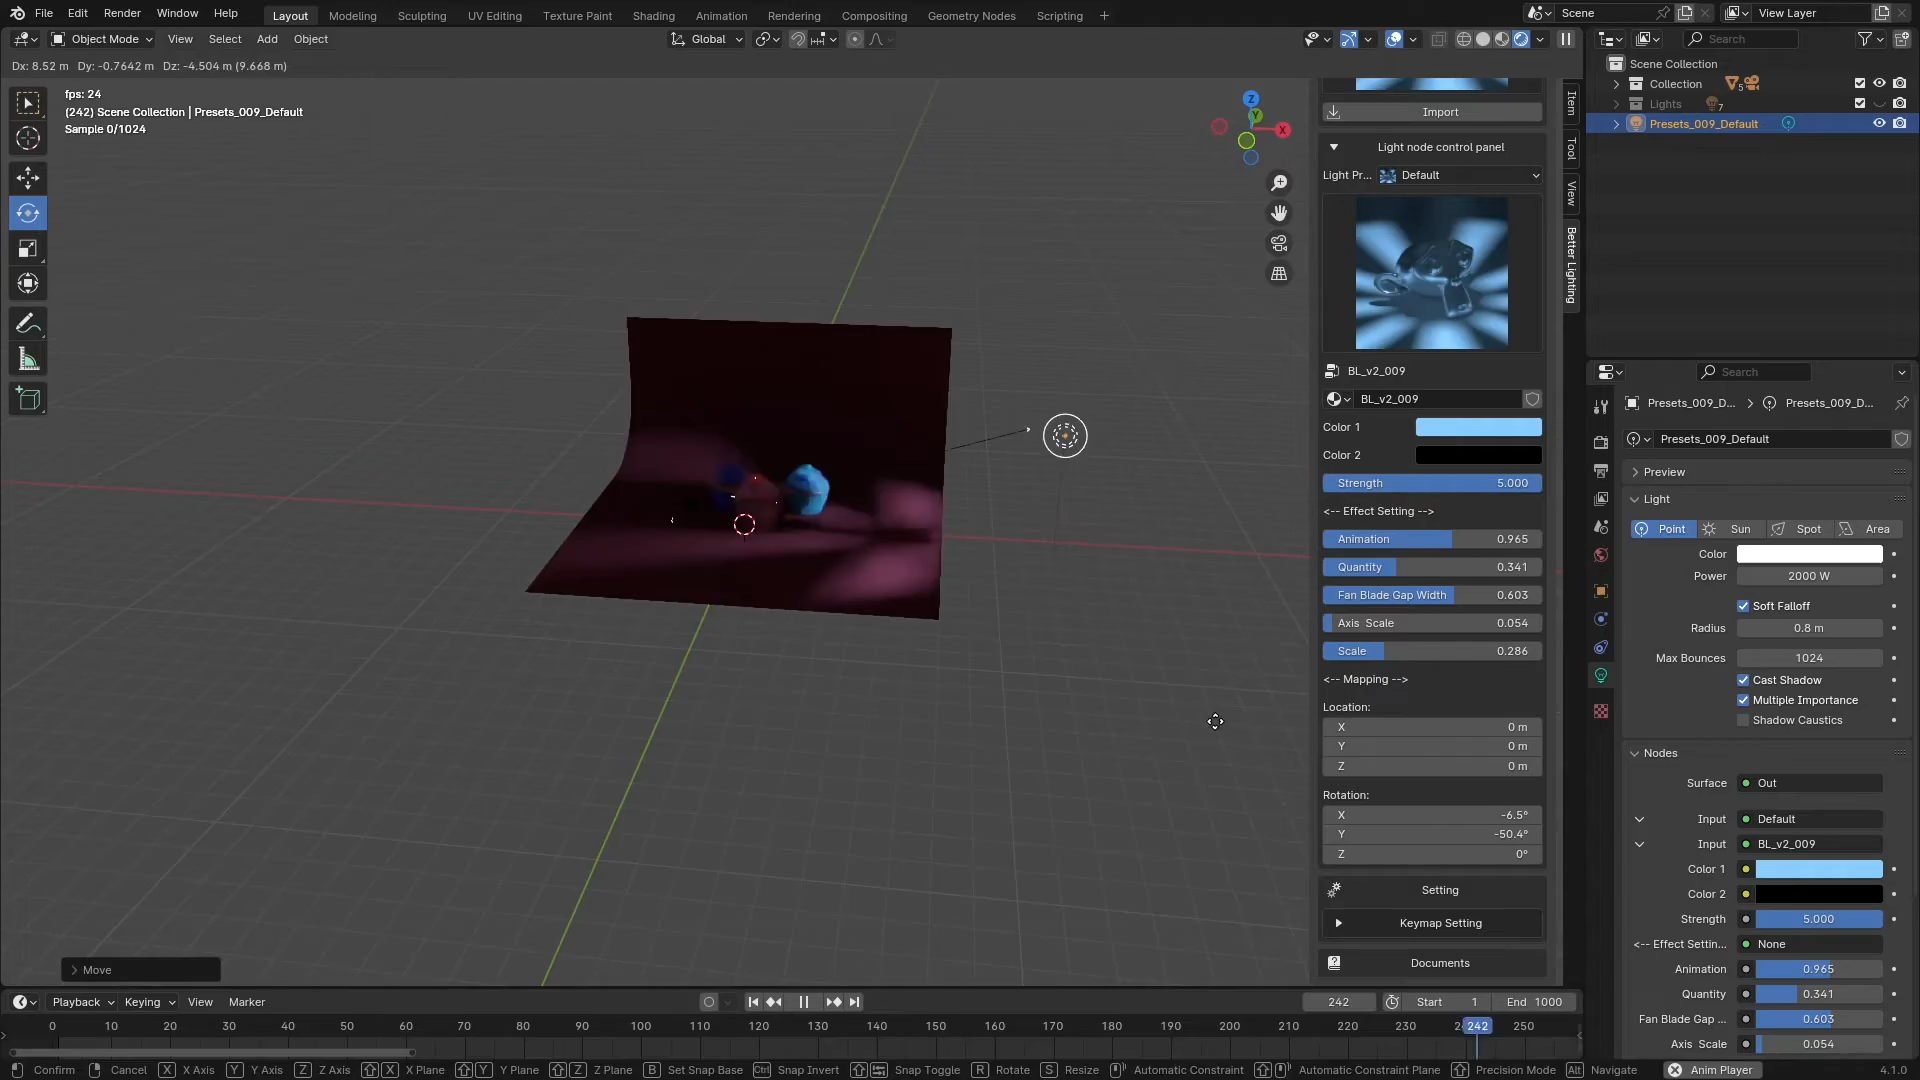 File Edit Render Window Help
Layout Modeling Sculpting UV Editing Texture Paint Shading Animation Rendering Compositing Geometry Nodes Scripting +
Scene
View Layer
Object Mode
View Select Add Object
Global
Search
Dx: 8.52 m Dy: -0.7642 m Dz: -4.504 m (9.668 m)
fps: 24
(242) Scene Collection | Presets_009_Default
Sample 0/1024
Z
Y
X
Item
Tool
View
Better Lighting
Import
Light node control panel
Light Pr... Default
BL_v2_009
BL_v2_009
Color 1
Color 2
Strength 5.000
<-- Effect Setting -->
Animation 0.965
Quantity 0.341
Fan Blade Gap Width 0.603
Axis Scale 0.054
Scale 0.286
<-- Mapping -->
Location:
X 0 m
Y 0 m
Z 0 m
Rotation:
X -6.5°
Y -50.4°
Z 0°
Setting
Keymap Setting
Documents
Scene Collection
Collection 5
Lights 7
Presets_009_Default
Search
Presets_009_D... > Presets_009_D...
Presets_009_Default
Preview
Light
Point Sun Spot Area
Color
Power 2000 W
Soft Falloff
Radius 0.8 m
Max Bounces 1024
Cast Shadow
Multiple Importance
Shadow Caustics
Nodes
Surface Out
Input Default
Input BL_v2_009
Color 1
Color 2
Strength 5.000
<-- Effect Settin... None
Animation 0.965
Quantity 0.341
Fan Blade Gap ... 0.603
Axis Scale 0.054
Move
Playback Keying View Marker
242 Start 1 End 1000
0 10 20 30 40 50 60 70 80 90 100 110 120 130 140 150 160 170 180 190 200 210 220 230 242 250
Confirm Cancel X X Axis Y Y Axis Z Z Axis X X Plane Y Y Plane Z Z Plane B Set Snap Base Ctrl Snap Invert Snap Toggle R Rotate S Resize Automatic Constraint Automatic Constraint Plane Precision Mode Alt Navigate Anim Player 4.1.0